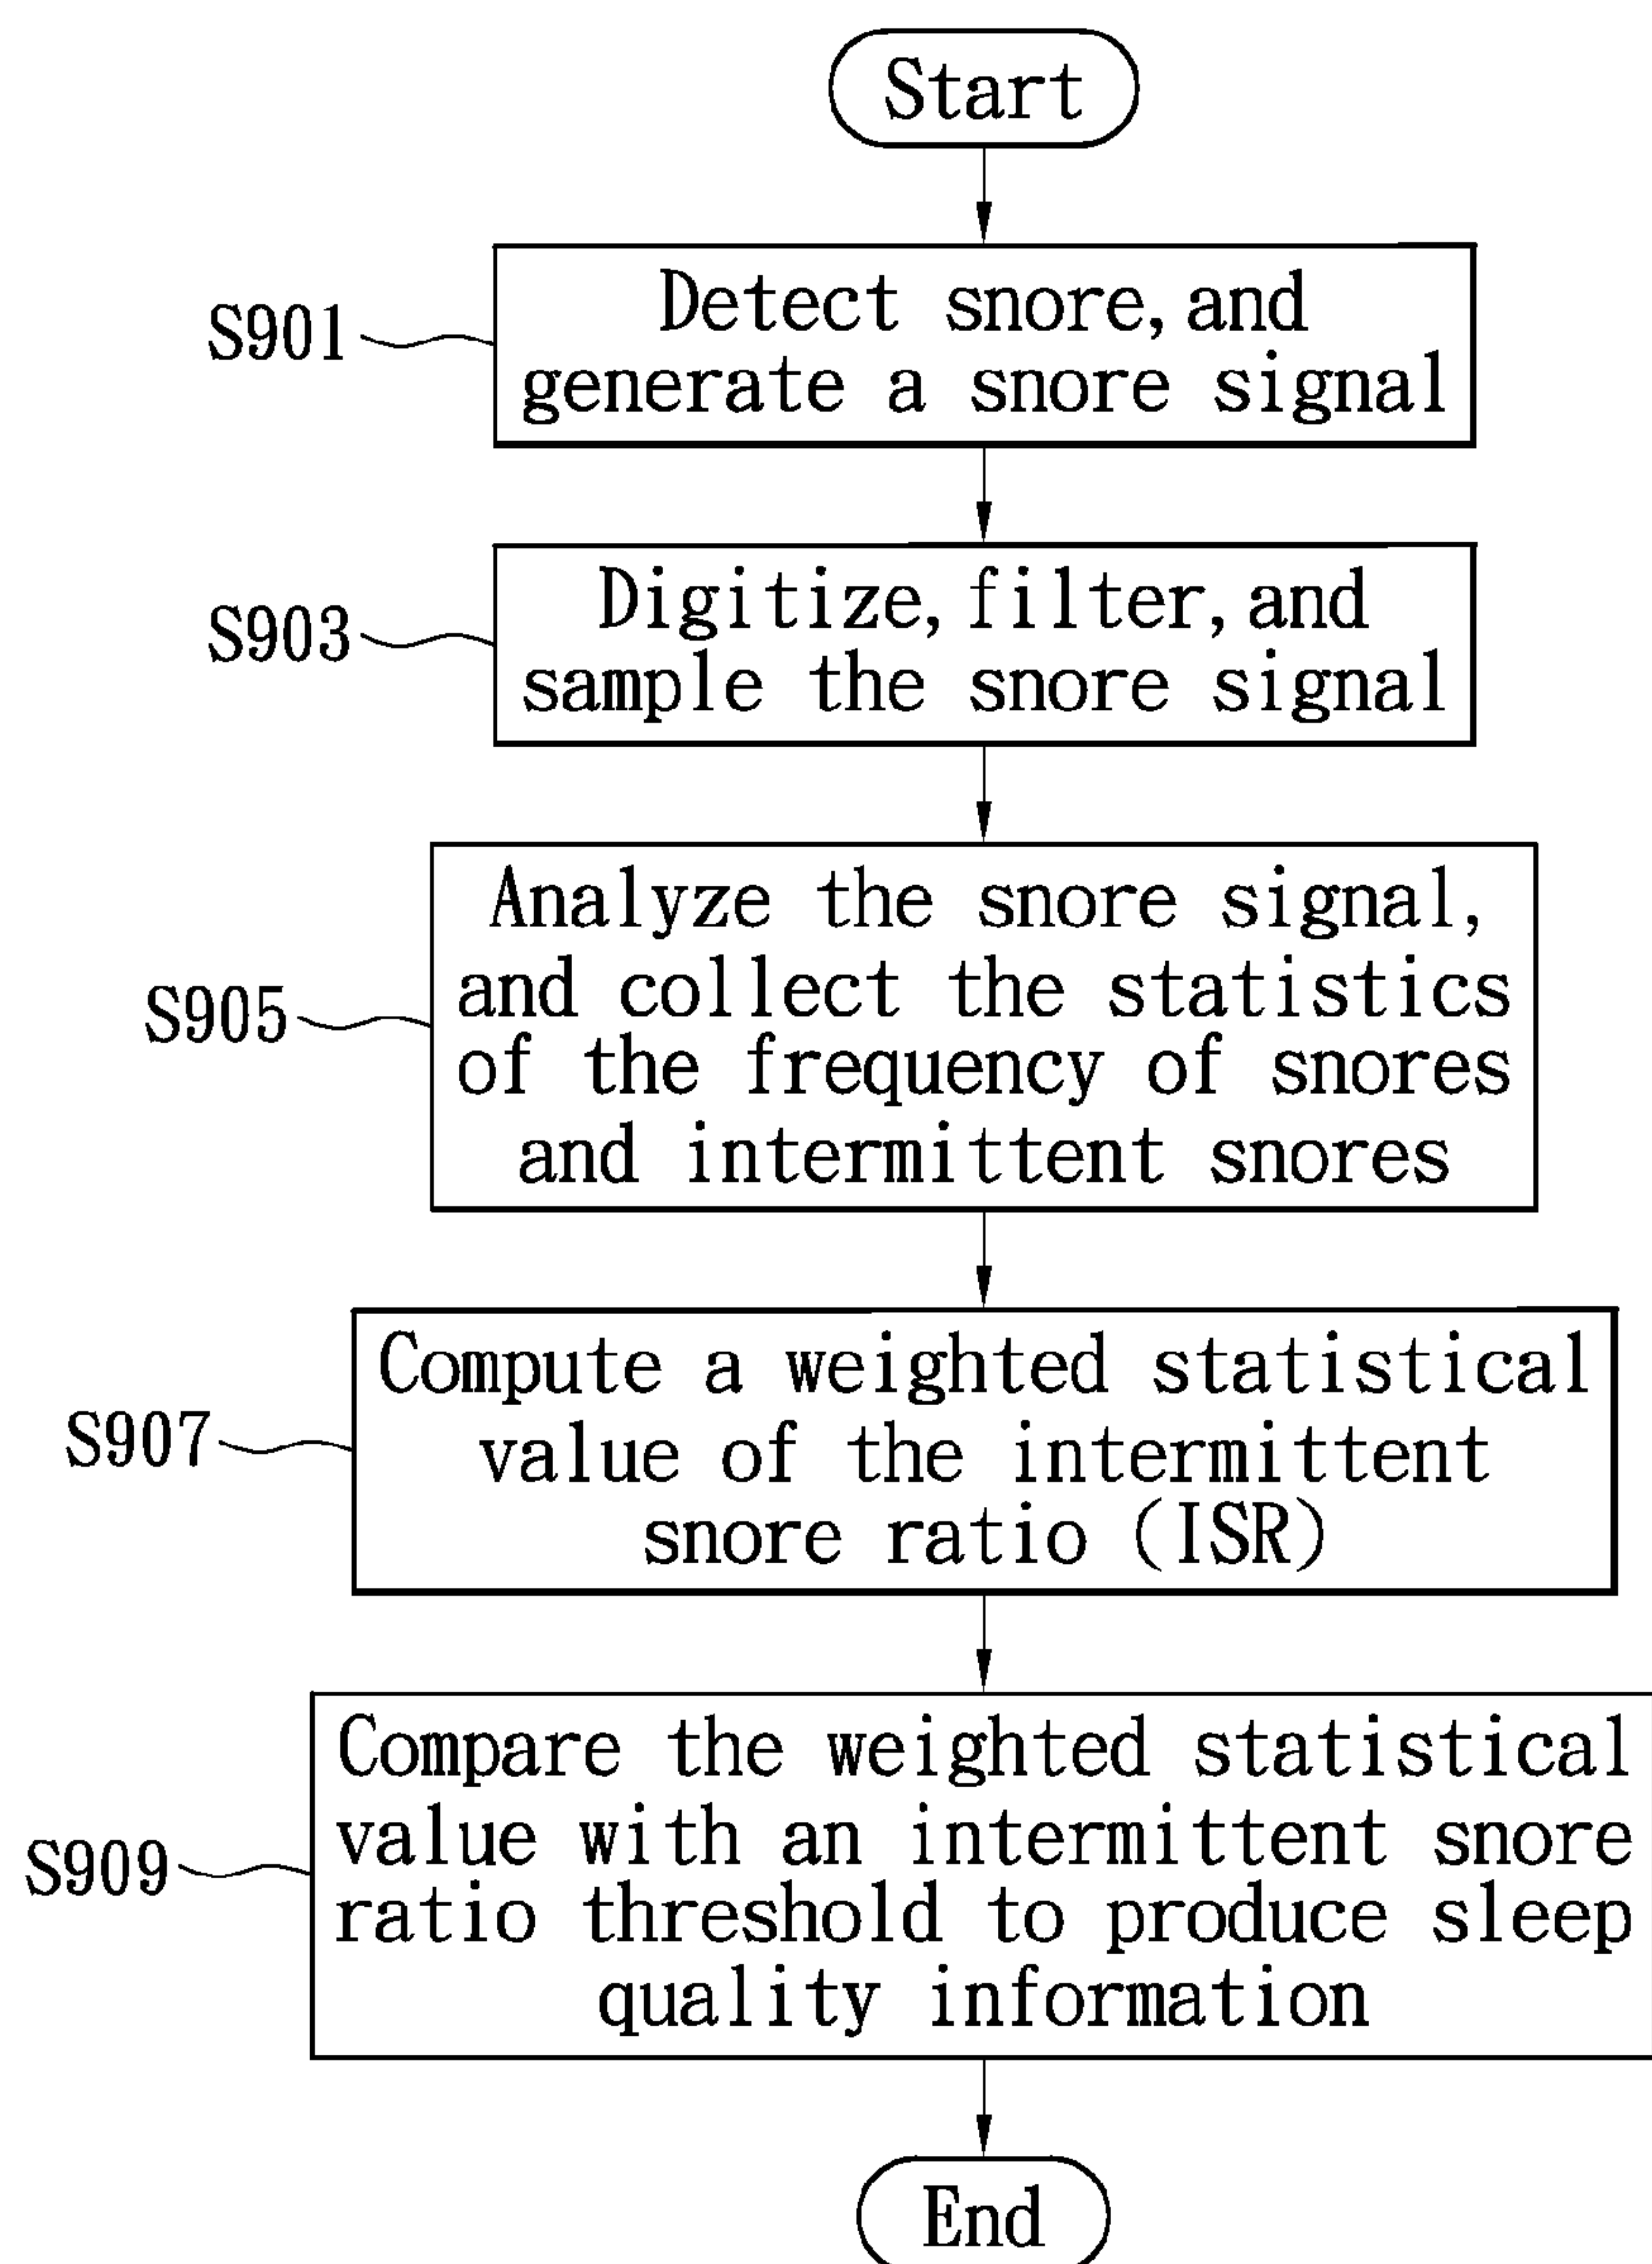 Start
S901
Detect snore, and
generate a snore signal
S903
Digitize, filter, and
sample the snore signal
S905
Analyze the snore signal,
and collect the statistics
of the frequency of snores
and intermittent snores
S907
Compute a weighted statistical
value of the intermittent
snore ratio (ISR)
S909
Compare the weighted statistical
value with an intermittent snore
ratio threshold to produce sleep
quality information
End